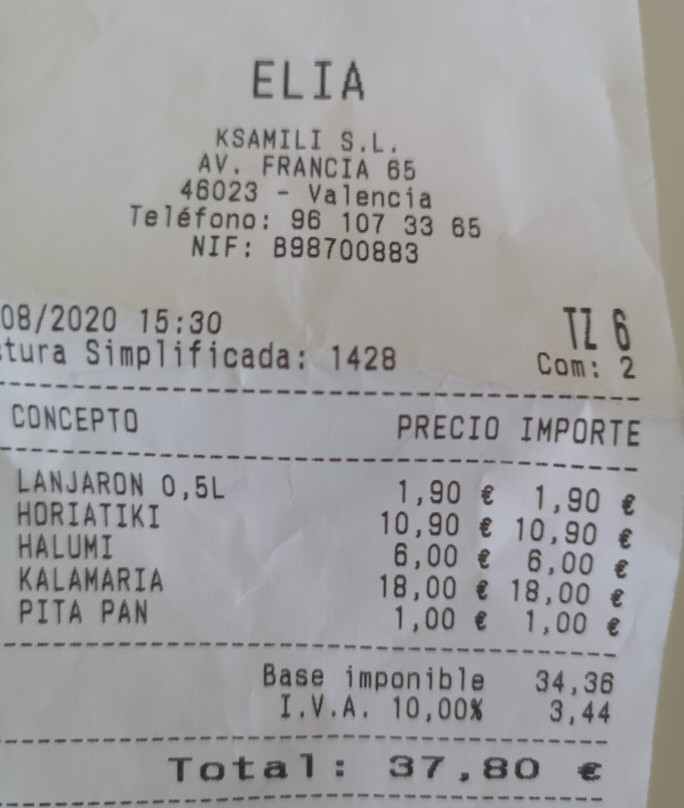 ELIA
KSAMILI S.L.
AV. FRANCIA 65
46023 - Valencia
Teléfono: 96 107 33 65
NIF: B98700883
08/2020 15:30 TZ 6
tura Simplificada: 1428 Com: 2
CONCEPTO PRECIO IMPORTE
LANJARON 0,5L 1,90 € 1,90 €
HORIATIKI 10,90 € 10,90 €
HALUMI 6,00 € 6,00 €
KALAMARIA 18,00 € 18,00 €
PITA PAN 1,00 € 1,00 €
Base imponible 34,36
I.V.A. 10,00% 3,44
Total: 37,80 €